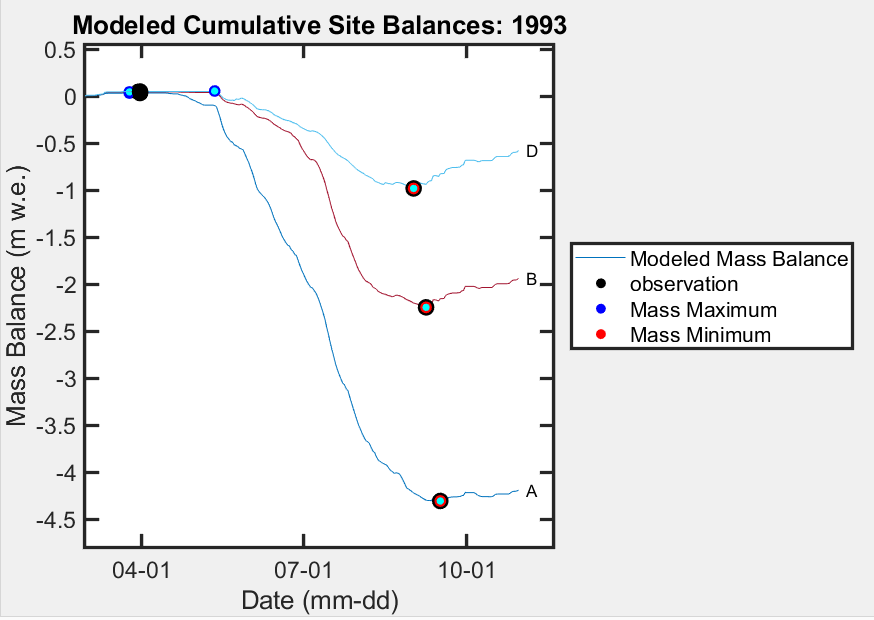 Modeled Cumulative Site Balances: 1993
0.5
0
-0.5
-1
-1.5
-2
-2.5
-3
-3.5
-4
-4.5
Mass Balance (m w.e.)
D
B
A
04-01
07-01
10-01
Date (mm-dd)
Modeled Mass Balance
observation
Mass Maximum
Mass Minimum